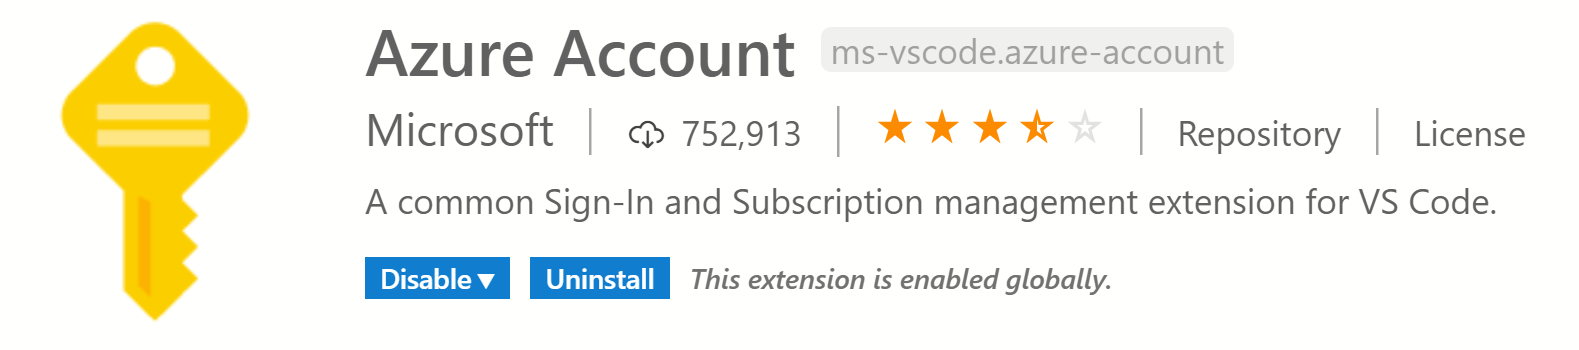 Azure Account ms-vscode.azure-account
Microsoft 752,913 Repository License
A common Sign-In and Subscription management extension for VS Code.
Disable Uninstall This extension is enabled globally.